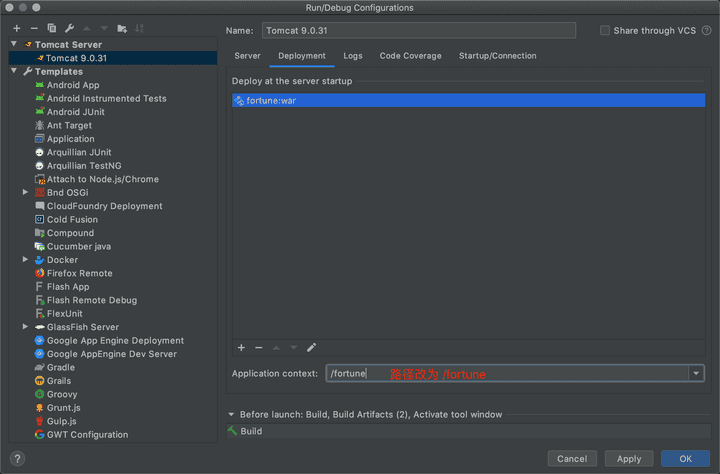 Run/Debug Configurations
Name: Tomcat 9.0.31
Share through VCS
Tomcat Server
Tomcat 9.0.31
Templates
Android App
Android Instrumented Tests
Android JUnit
Ant Target
Application
Arquillian JUnit
Arquillian TestNG
Attach to Node.js/Chrome
Bnd OSGi
CloudFoundry Deployment
Cold Fusion
Compound
Cucumber java
Docker
Firefox Remote
Flash App
Flash Remote Debug
FlexUnit
GlassFish Server
Google App Engine Deployment
Google AppEngine Dev Server
Gradle
Grails
Groovy
Grunt.js
Gulp.js
GWT Configuration
Server Deployment Logs Code Coverage Startup/Connection
Deploy at the server startup
fortune:war
Application context: /fortune 路径改为 /fortune
Before launch: Build, Build Artifacts (2), Activate tool window
Build
? Cancel Apply OK